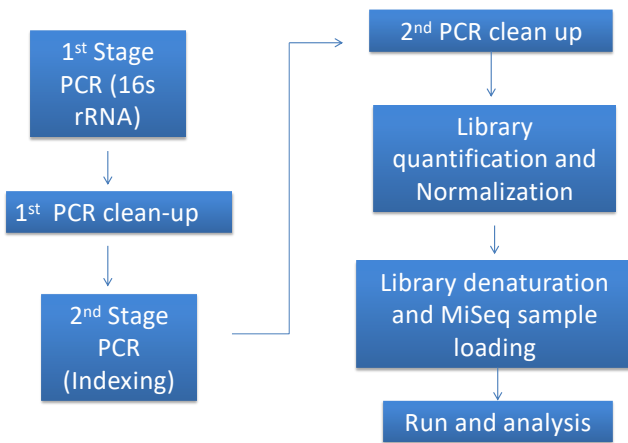 1st Stage
PCR (16s
rRNA)
1st PCR clean-up
2nd Stage
PCR
(Indexing)
2nd PCR clean up
Library
quantification and
Normalization
Library denaturation
and MiSeq sample
loading
Run and analysis